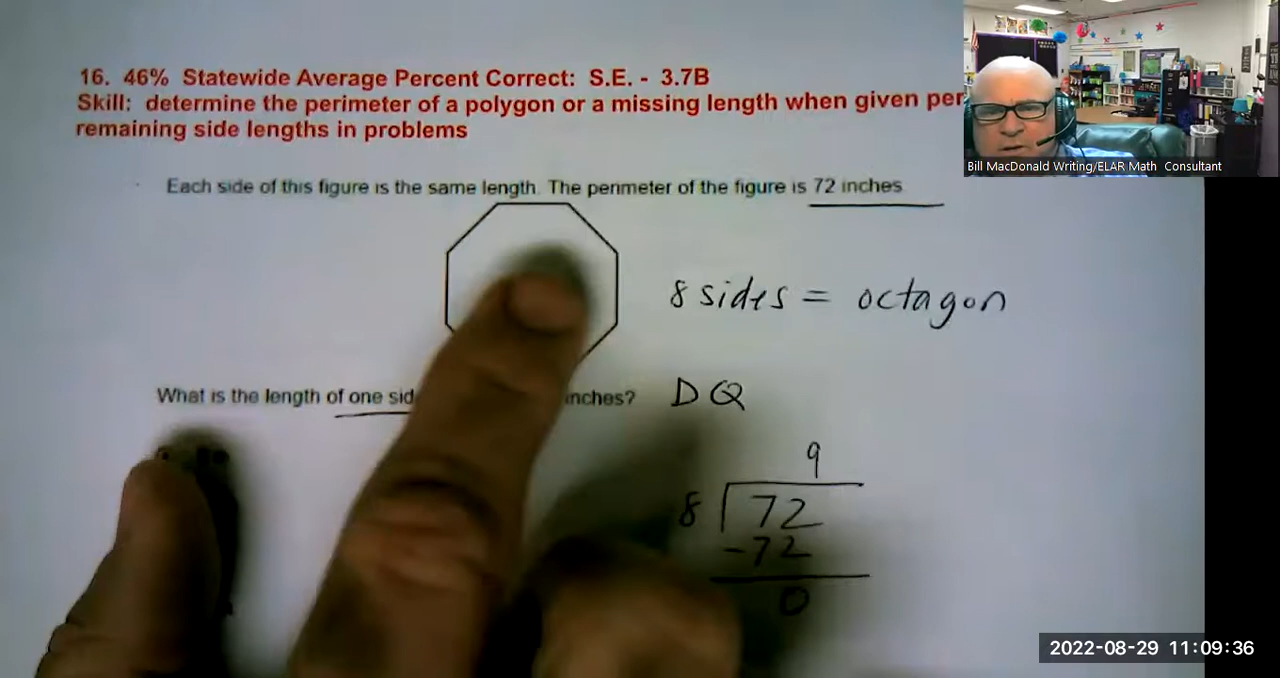 16. 46% Statewide Average Percent Correct: S.E. - 3.7B
Skill: determine the perimeter of a polygon or a missing length when given
remaining side lengths in problems
Bill MacDonald Writing/ELAR Math Consultant
Each side of this figure is the same length. The perimeter of the figure is 72 inches
8 sides = octagon
What is the length of one inches?
DQ
9
8 72
-72
0
2022-08-29 11:09:36